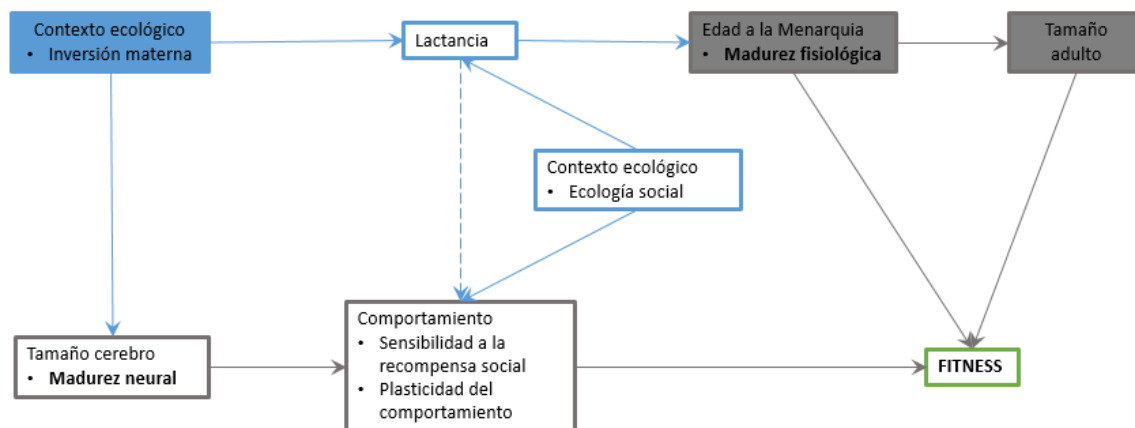 Contexto ecológico
• Inversión materna
Lactancia
Edad a la Menarquia
• Madurez fisiológica
Tamaño
adulto
Contexto ecológico
• Ecología social
Tamaño cerebro
• Madurez neural
Comportamiento
• Sensibilidad a la
recompensa social
• Plasticidad del
comportamiento
FITNESS